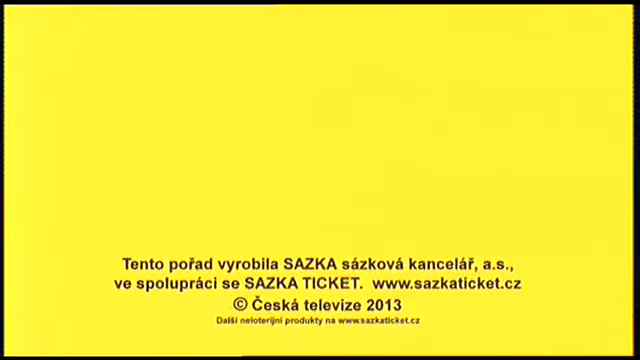 Tento pořad vyrobila SAZKA sázková kancelář, a.s.,
ve spolupráci se SAZKA TICKET. www.sazkaticket.cz
© Česká televize 2013
Další neloterijní produkty na www.sazkaticket.cz